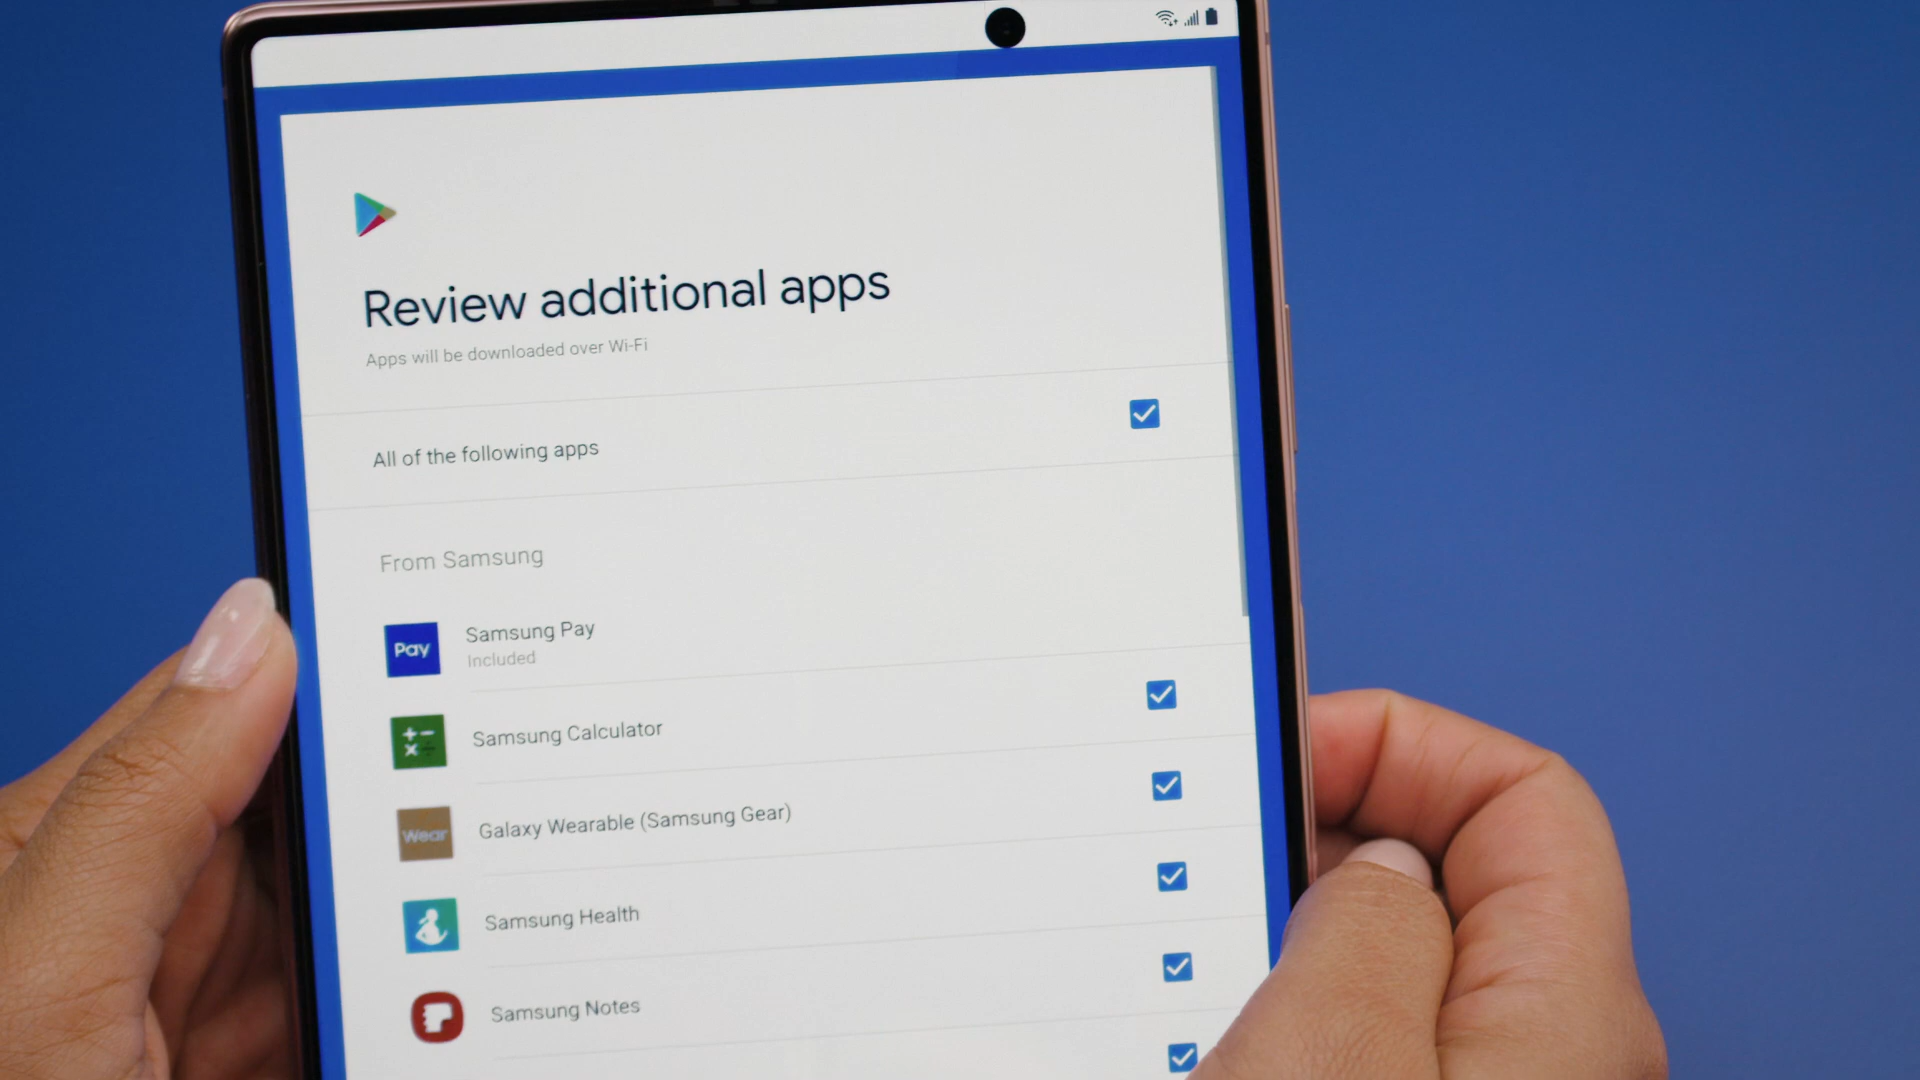 Review additional apps
Apps will be downloaded over Wi-Fi
All of the following apps
From Samsung
Pay
Samsung Pay
Included
Samsung Calculator
Wear
Galaxy Wearable (Samsung Gear)
Samsung Health
Samsung Notes